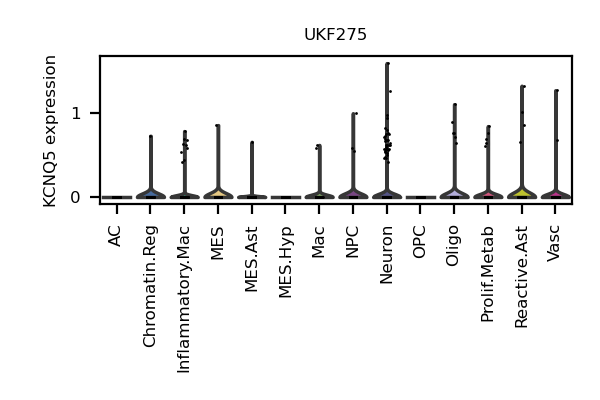 UKF275
KCNQ5 expression
1
0
AC
Chromatin.Reg
Inflammatory.Mac
MES
MES.Ast
MES.Hyp
Mac
NPC
Neuron
OPC
Oligo
Prolif.Metab
Reactive.Ast
Vasc